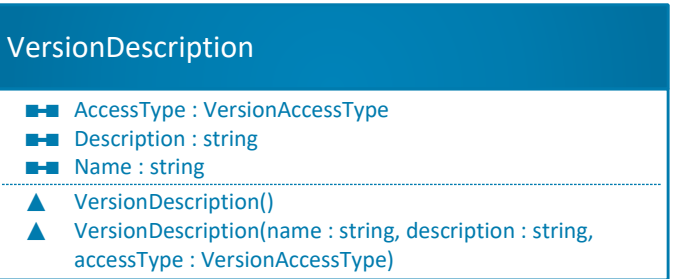 VersionDescription
AccessType : VersionAccessType
Description : string
Name : string
VersionDescription()
VersionDescription(name : string, description : string,
accessType : VersionAccessType)